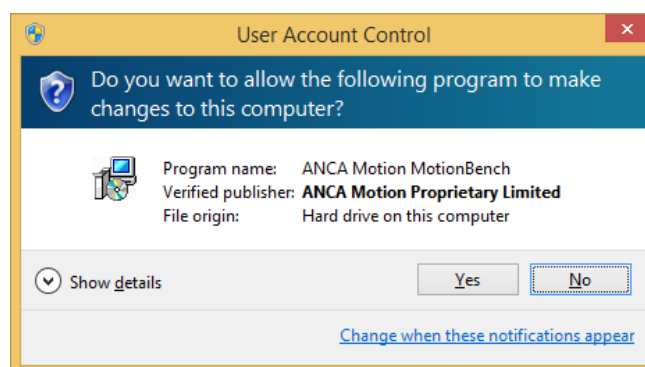 User Account Control
Do you want to allow the following program to make
changes to this computer?
Program name: ANCA Motion MotionBench
Verified publisher: ANCA Motion Proprietary Limited
File origin: Hard drive on this computer
Show details
Yes
No
Change when these notifications appear